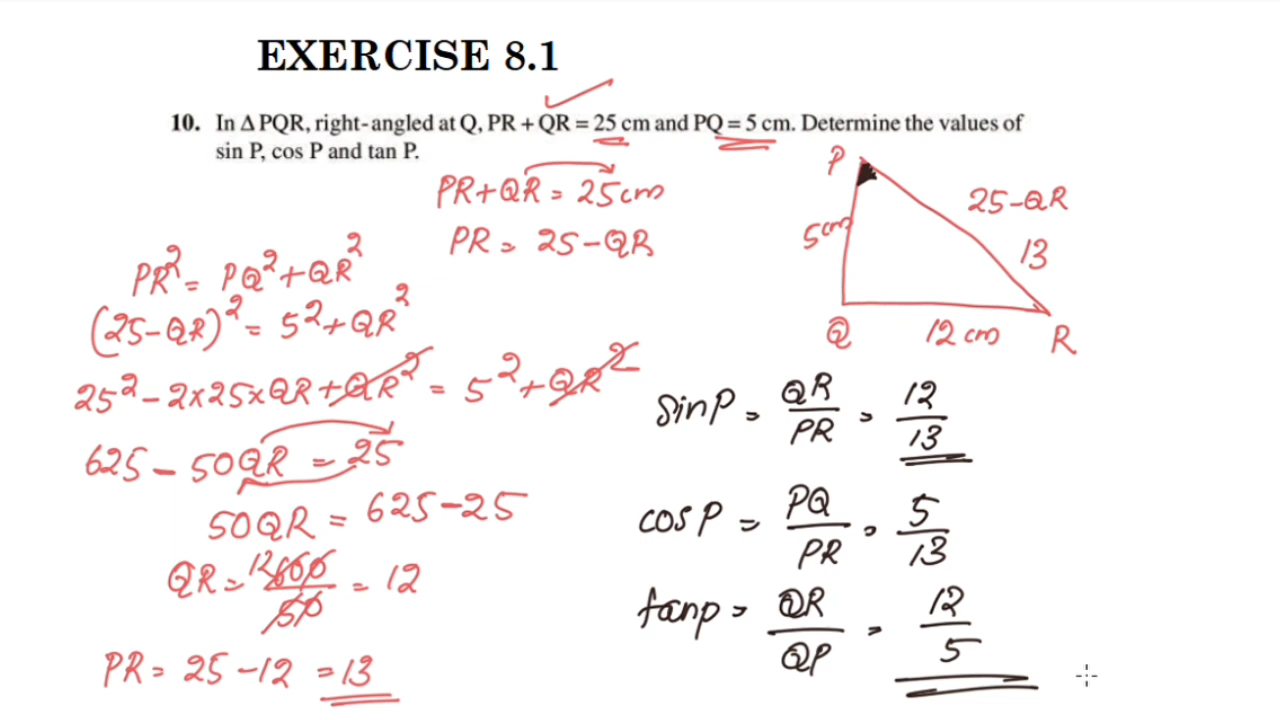 EXERCISE 8.1
10. In Δ PQR, right-angled at Q, PR + QR = 25 cm and PQ = 5 cm. Determine the values of
sin P, cos P and tan P.
PR+QR = 25cm
PR = 25-QR
PR² = PQ²+QR²
(25-QR)² = 5²+QR²
25²-2×25×QR+QR² = 5²+QR²
625-50QR = 25
50QR = 625-25
QR = 12 600/50 = 12
PR = 25-12 = 13
P
5cm
25-QR
13
Q
12 cm
R
sinP = QR/PR = 12/13
cosP = PQ/PR = 5/13
tanp = QR/QP = 12/5